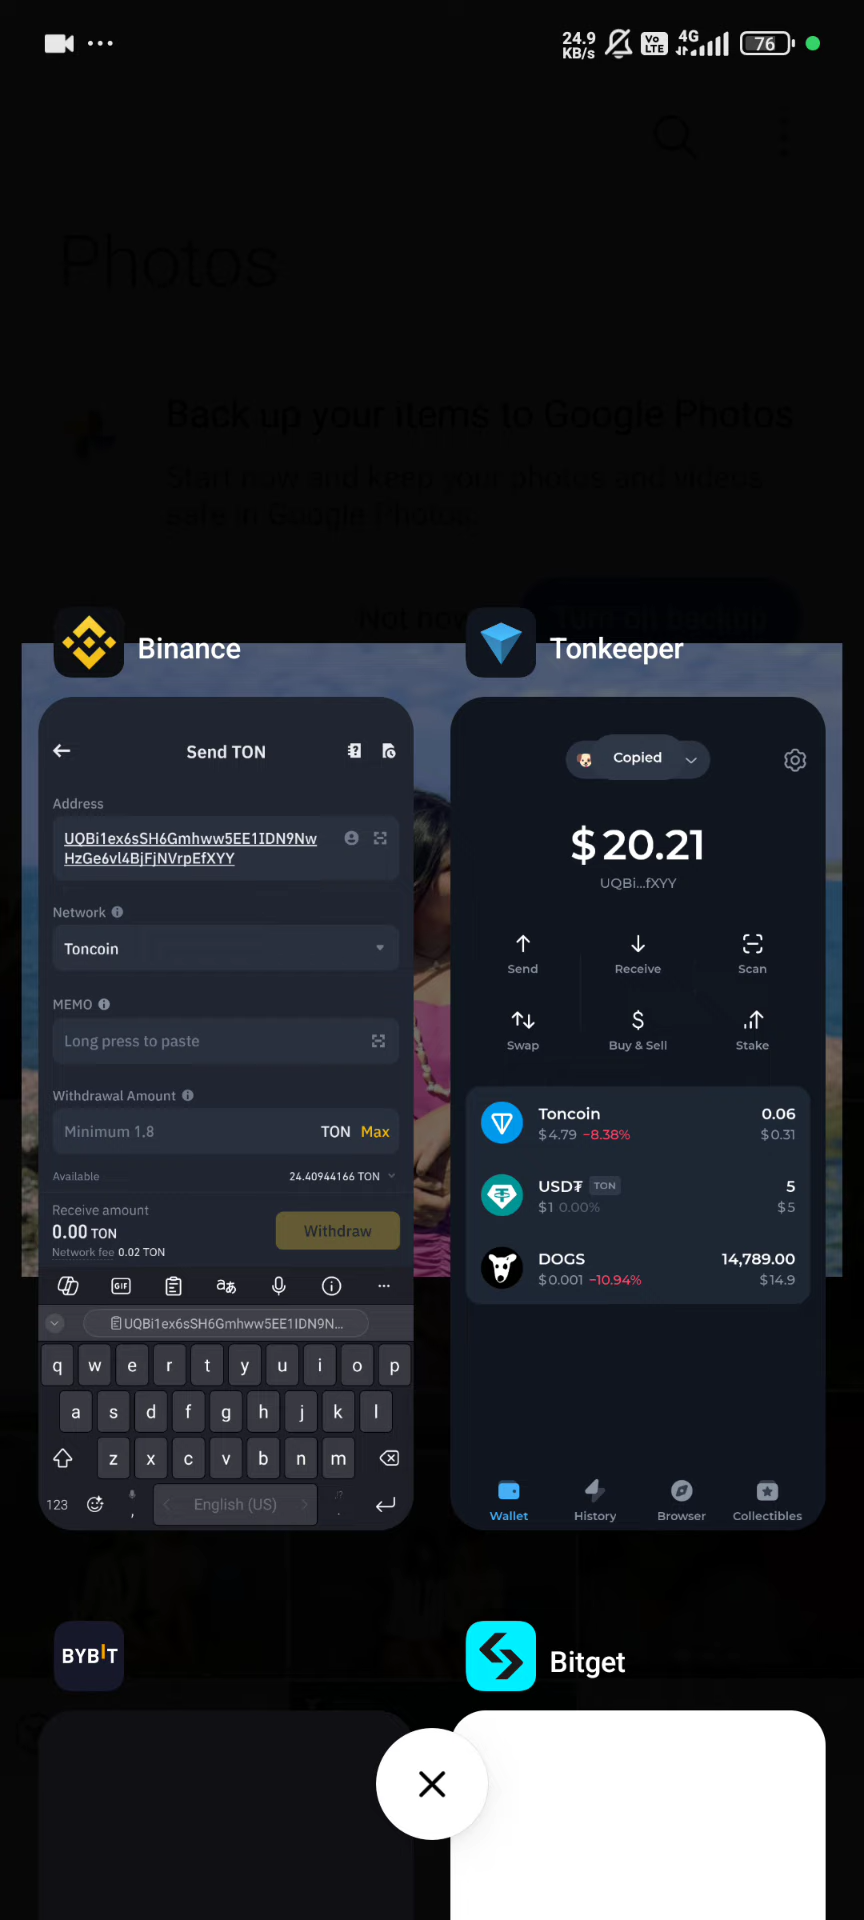 24.9
KB/s
Vo
LTE
4G
76
Photos
Back up your items to Google Photos
Start now and keep your photos and videos
safe in Google Photos.
Not now
Turn on backup
Binance
Send TON
Address
UQBi1ex6sSH6Gmhww5EE1IDN9Nw
HzGe6vl4BjFjNVrpEfXYY
Network
Toncoin
MEMO
Long press to paste
Withdrawal Amount
Minimum 1.8
TON Max
Available
24.40944166 TON
Receive amount
0.00 TON
Network fee 0.02 TON
Withdraw
GIF
UQBi1ex6sSH6Gmhww5EE1IDN9N...
q w e r t y u i o p
a s d f g h j k l
z x c v b n m
123
,
English (US)
.
Tonkeeper
Copied
$20.21
UQBi...fXYY
Send
Receive
Scan
Swap
Buy & Sell
Stake
Toncoin
0.06
$4.79 −8.38%
$0.31
USD₮ TON
5
$1 0.00%
$5
DOGS
14,789.00
$0.001 −10.94%
$14.9
Wallet
History
Browser
Collectibles
BYBIT
Bitget